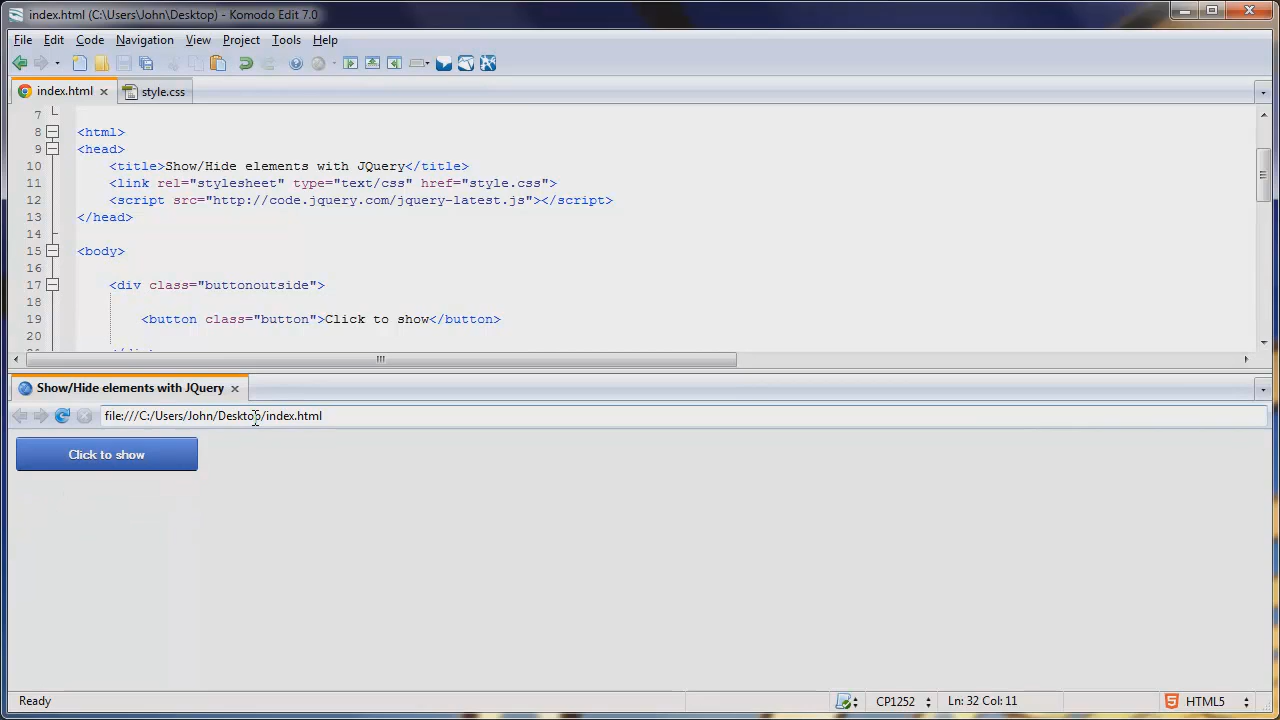 index.html (C:\Users\John\Desktop) - Komodo Edit 7.0
File Edit Code Navigation View Project Tools Help
index.html style.css
7
8 <html>
9 <head>
10 <title>Show/Hide elements with JQuery</title>
11 <link rel="stylesheet" type="text/css" href="style.css">
12 <script src="http://code.jquery.com/jquery-latest.js"></script>
13 </head>
14
15 <body>
16
17 <div class="buttonoutside">
18
19 <button class="button">Click to show</button>
20
Show/Hide elements with JQuery
file:///C:/Users/John/Desktop/index.html
Click to show
Ready CP1252 Ln: 32 Col: 11 HTML5